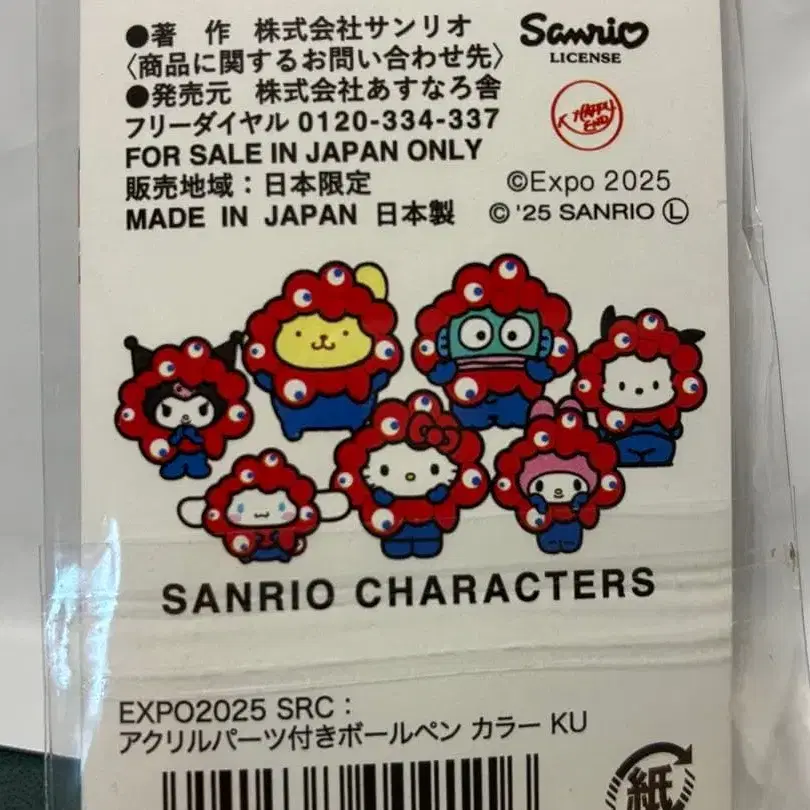 ●著　作　株式会社サンリオ
Sanrio
LICENSE
〈商品に関するお問い合わせ先〉
●発売元　株式会社あすなろ舎
フリーダイヤル 0120-334-337
FOR SALE IN JAPAN ONLY
販売地域：日本限定
MADE IN JAPAN 日本製
©Expo 2025
© '25 SANRIO Ⓛ
SANRIO CHARACTERS
EXPO2025 SRC：
アクリルパーツ付きボールペン カラー KU
紙